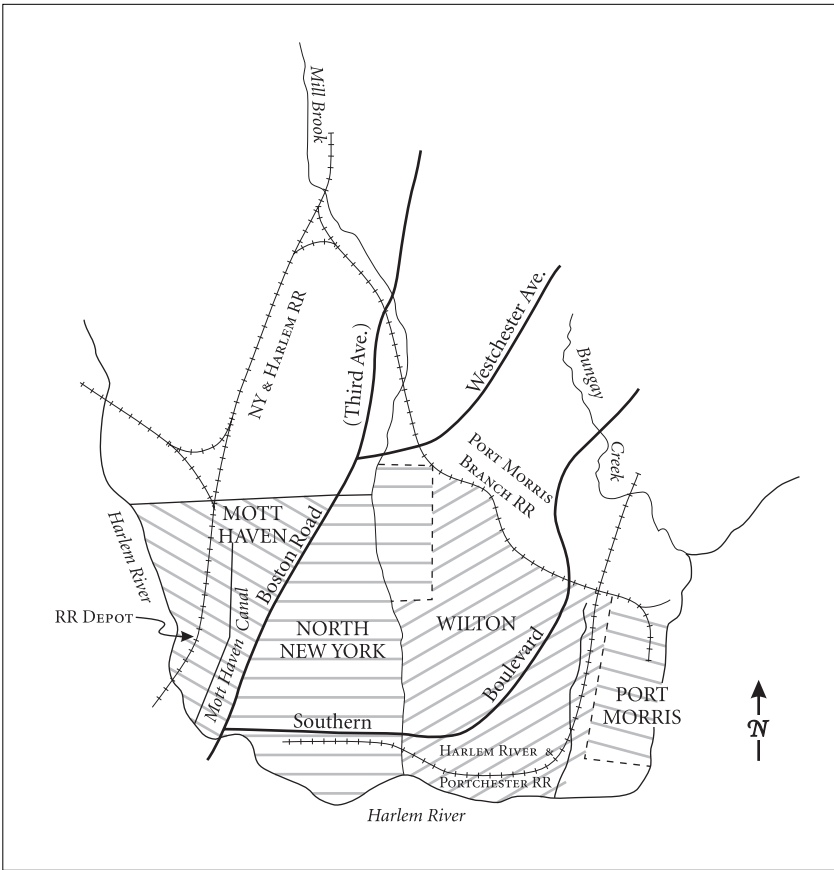 Mill Brook
NY & HARLEM RR
(Third Ave.)
Westchester Ave.
Bungay
Creek
PORT MORRIS
BRANCH RR
MOTT
HAVEN
Boston Road
Harlem River
RR DEPOT
Mott Haven Canal
NORTH
NEW YORK
WILTON
Boulevard
PORT
MORRIS
Southern
HARLEM RIVER &
PORTCHESTER RR
N
Harlem River